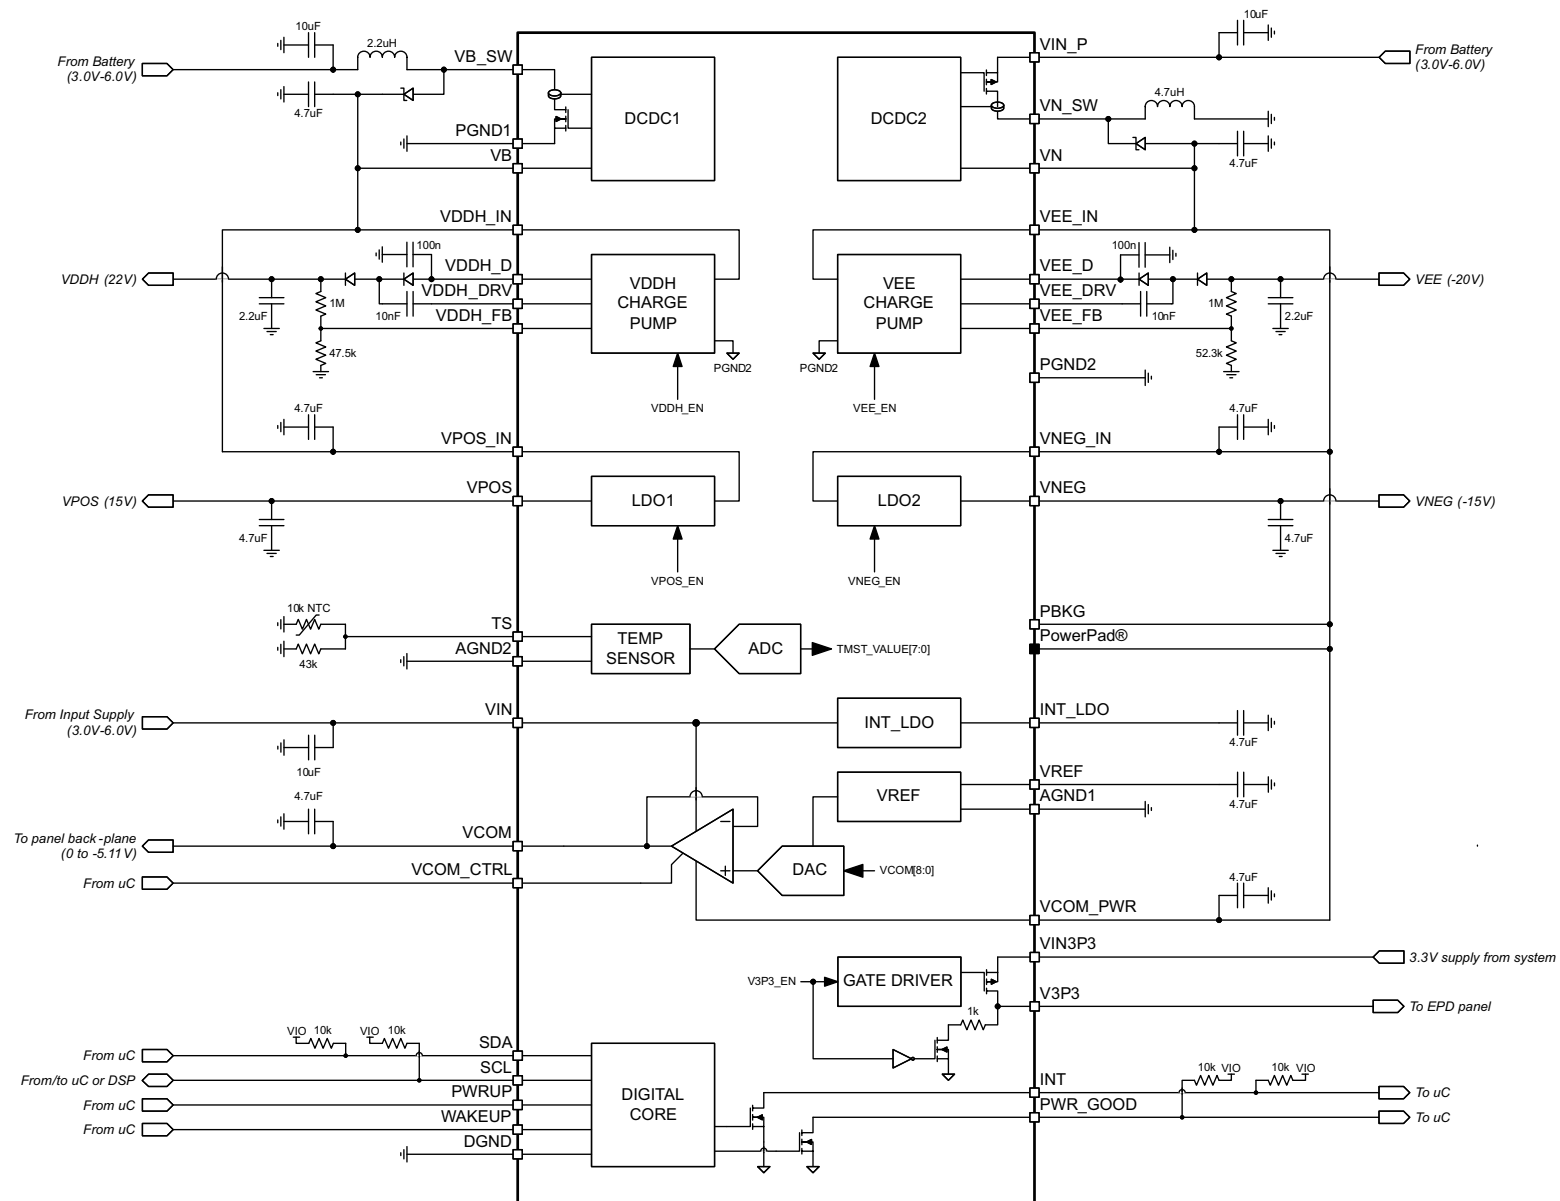 10uF
2.2uH
VB_SW
From Battery
(3.0V-6.0V)
4.7uF
PGND1
VB
DCDC1
DCDC2
VIN_P
10uF
From Battery
(3.0V-6.0V)
4.7uH
VN_SW
VN
4.7uF
VDDH_IN
VEE_IN
100n
VDDH_D
VDDH (22V)
VDDH_DRV
1M
2.2uF
10nF
VDDH_FB
47.5k
VDDH
CHARGE
PUMP
PGND2
VDDH_EN
VEE
CHARGE
PUMP
PGND2
VEE_EN
100n
VEE_D
VEE (-20V)
VEE_DRV
1M
10nF
2.2uF
VEE_FB
52.3k
PGND2
4.7uF
VPOS_IN
VPOS
VPOS (15V)
4.7uF
LDO1
VPOS_EN
LDO2
VNEG_EN
4.7uF
VNEG_IN
VNEG
VNEG (-15V)
4.7uF
10k NTC
TS
AGND2
43k
TEMP
SENSOR
ADC
TMST_VALUE[7:0]
PBKG
PowerPad®
From Input Supply
(3.0V-6.0V)
VIN
10uF
INT_LDO
INT_LDO
4.7uF
VREF
VREF
AGND1
4.7uF
4.7uF
VCOM
To panel back-plane
(0 to -5.11V)
VCOM_CTRL
From uC
−
+
DAC
VCOM[8:0]
4.7uF
VCOM_PWR
VIN3P3
3.3V supply from system
V3P3_EN
GATE DRIVER
V3P3
To EPD panel
1k
VIO
10k
VIO
10k
SDA
From uC
SCL
From/to uC or DSP
PWRUP
From uC
WAKEUP
From uC
DGND
DIGITAL
CORE
INT
10k
VIO
10k
VIO
To uC
PWR_GOOD
To uC